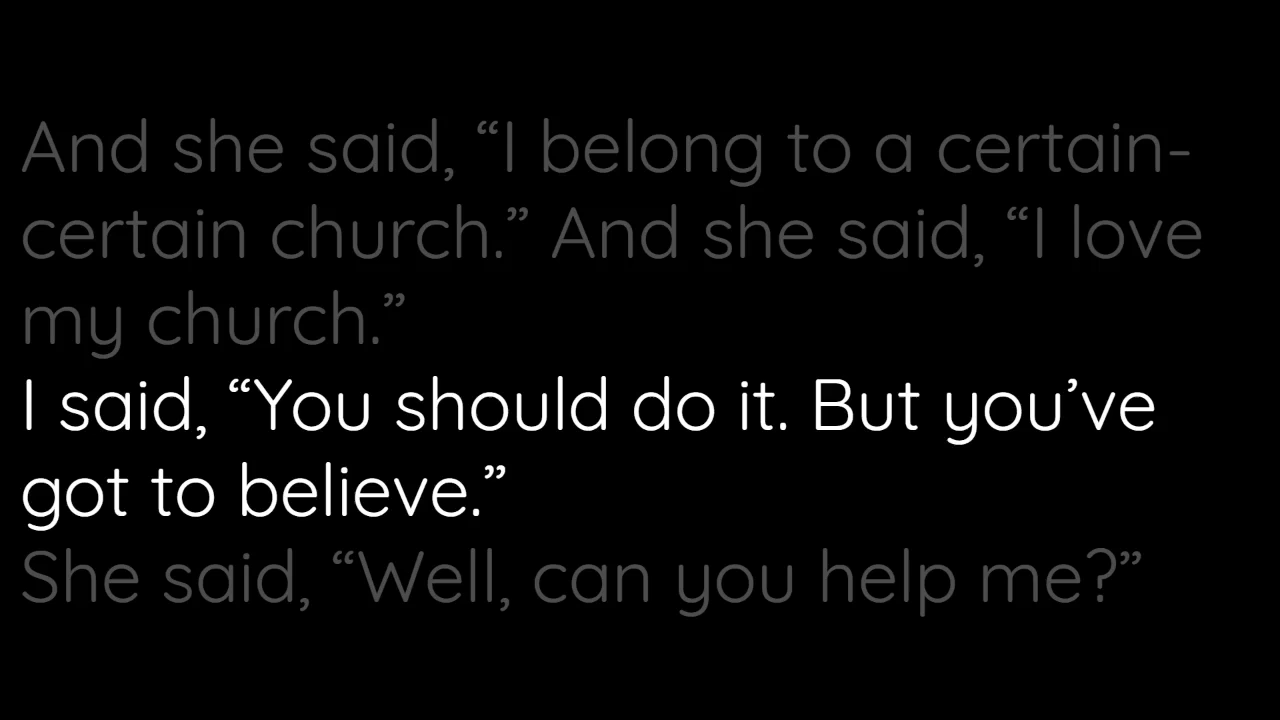 And she said, “I belong to a certain-
certain church.” And she said, “I love
my church.”
I said, “You should do it. But you’ve
got to believe.”
She said, “Well, can you help me?”